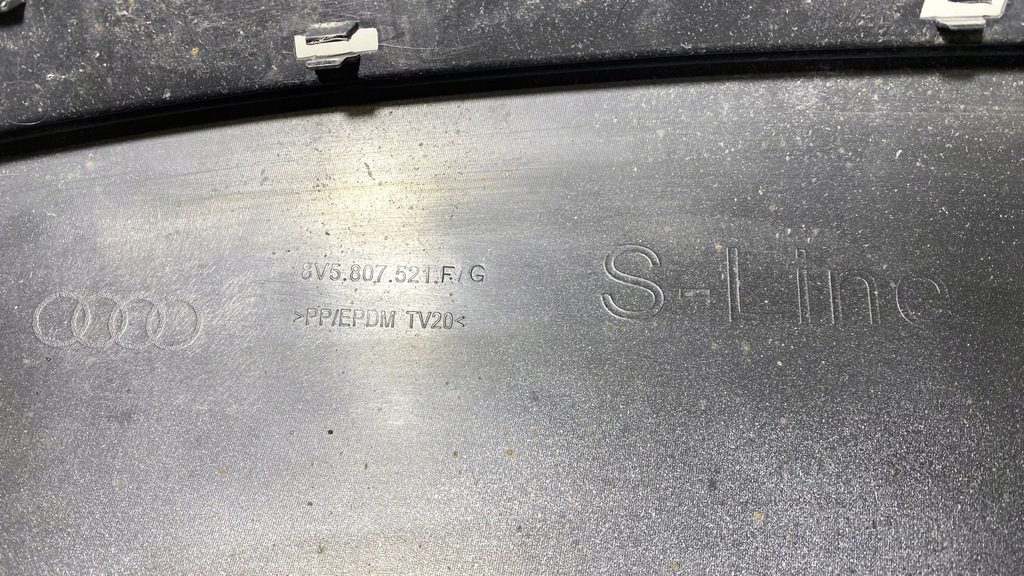 8V5.807.521.F/G
>PP/EPDM TV20<
S-Line